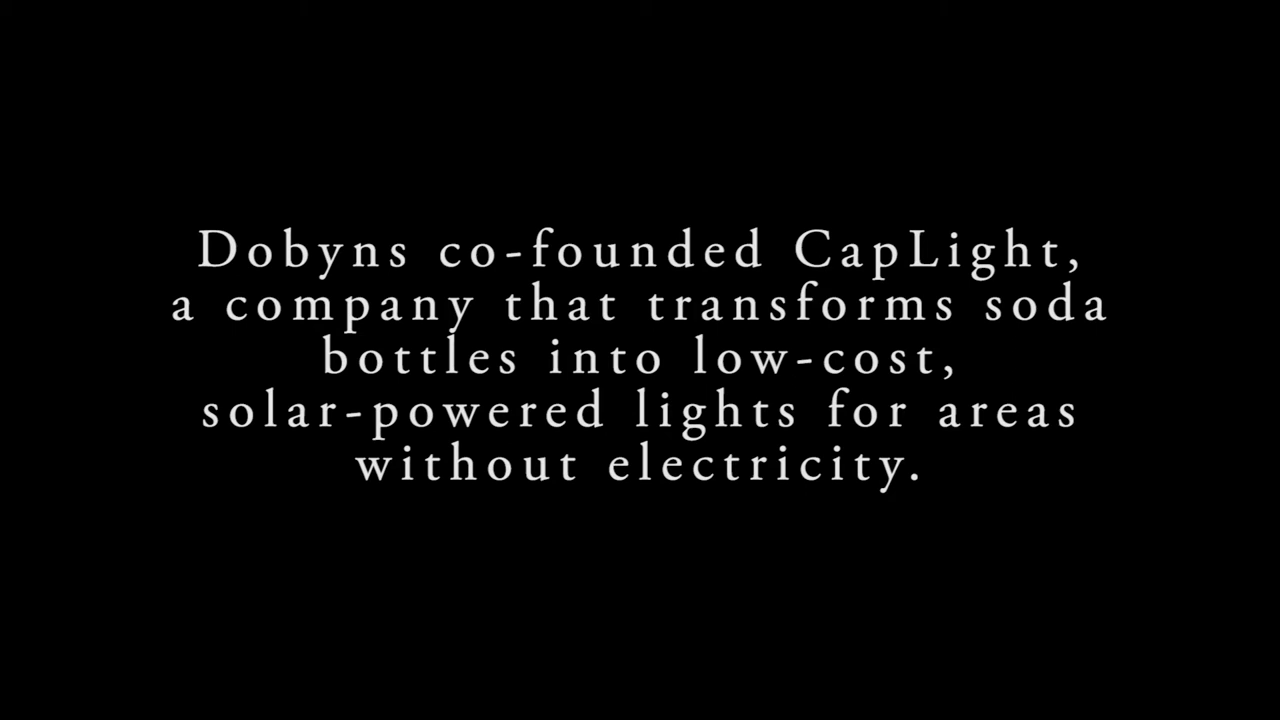 Dobyns co-founded CapLight,
a company that transforms soda
bottles into low-cost,
solar-powered lights for areas
without electricity.